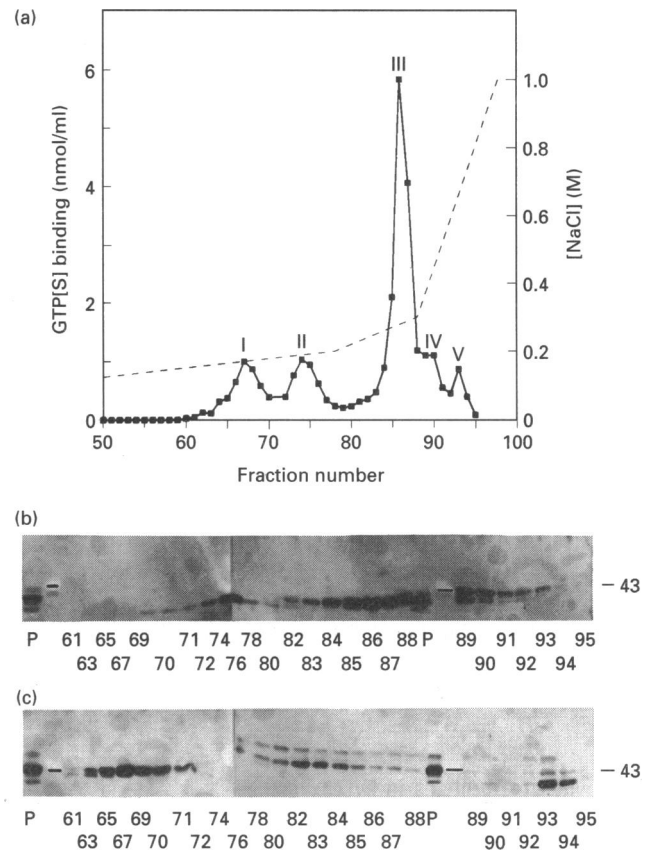 (a)
GTP[S] binding (nmol/ml)
6
4
2
0
I
II
III
IV
V
1.0
0.8
0.6
0.4
0.2
0
[NaCl] (M)
50 60 70 80 90 100
Fraction number
(b)
43
P 61 65 69 71 74 78 82 84 86 88 P 89 91 93 95
63 67 70 72 76 80 83 85 87 90 92 94
(c)
43
P 61 65 69 71 74 78 82 84 86 88 P 89 91 93 95
63 67 70 72 76 80 83 85 87 90 92 94